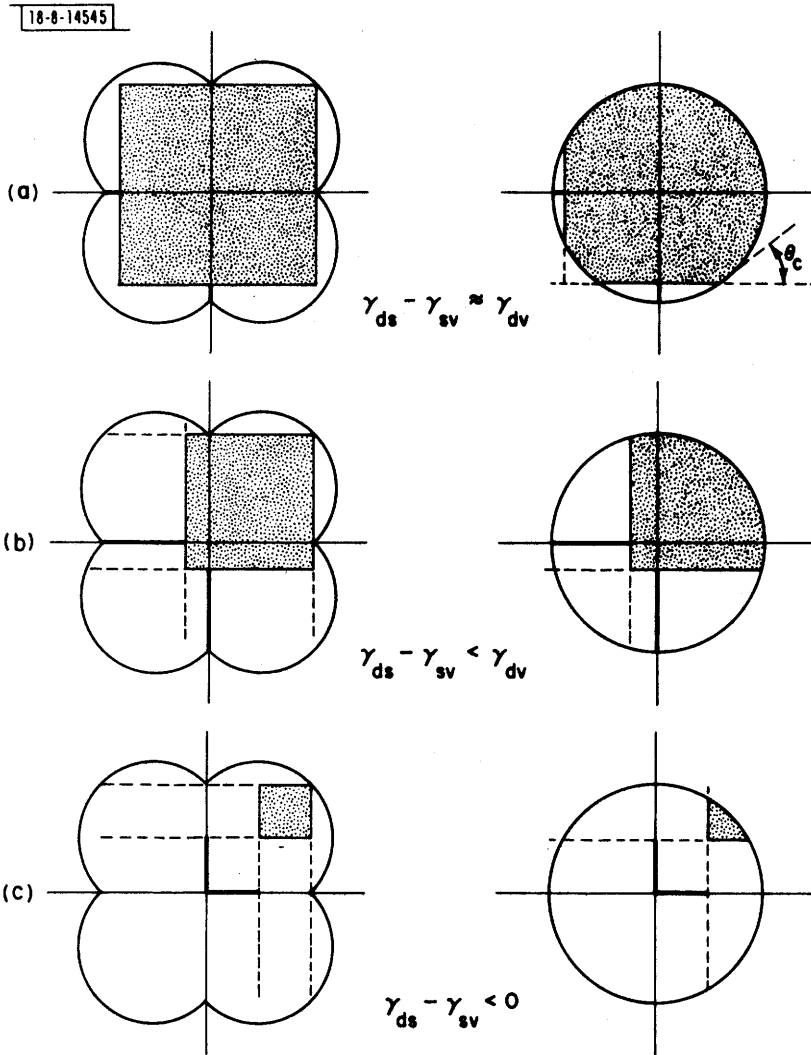 18-8-14545
(a)
θc
γds - γsv ≈ γdv
(b)
γds - γsv < γdv
(c)
γds - γsv < 0